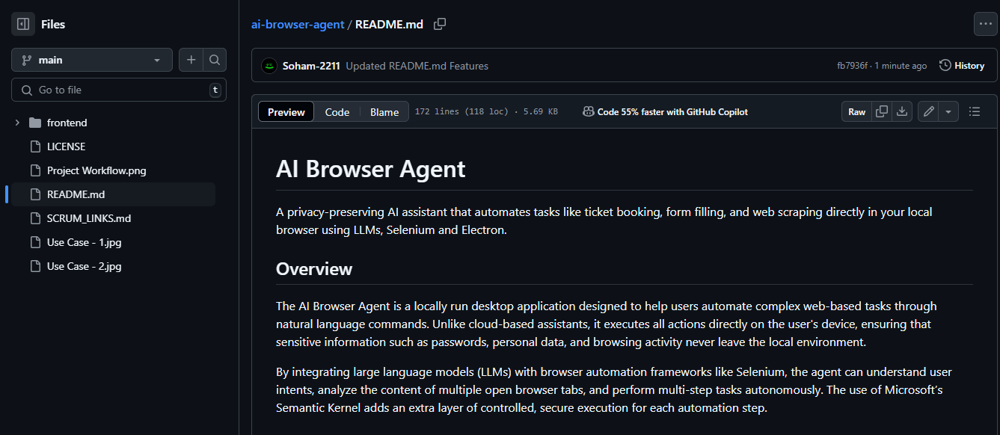 Files
main
Go to file
t
frontend
LICENSE
Project Workflow.png
README.md
SCRUM_LINKS.md
Use Case - 1.jpg
Use Case - 2.jpg
ai-browser-agent / README.md
Soham-2211 Updated README.md Features
fb7936f · 1 minute ago
History
Preview Code Blame
172 lines (118 loc) · 5.69 KB
Code 55% faster with GitHub Copilot
Raw
AI Browser Agent
A privacy-preserving AI assistant that automates tasks like ticket booking, form filling, and web scraping directly in your local
browser using LLMs, Selenium and Electron.
Overview
The AI Browser Agent is a locally run desktop application designed to help users automate complex web-based tasks through
natural language commands. Unlike cloud-based assistants, it executes all actions directly on the user's device, ensuring that
sensitive information such as passwords, personal data, and browsing activity never leave the local environment.
By integrating large language models (LLMs) with browser automation frameworks like Selenium, the agent can understand user
intents, analyze the content of multiple open browser tabs, and perform multi-step tasks autonomously. The use of Microsoft’s
Semantic Kernel adds an extra layer of controlled, secure execution for each automation step.